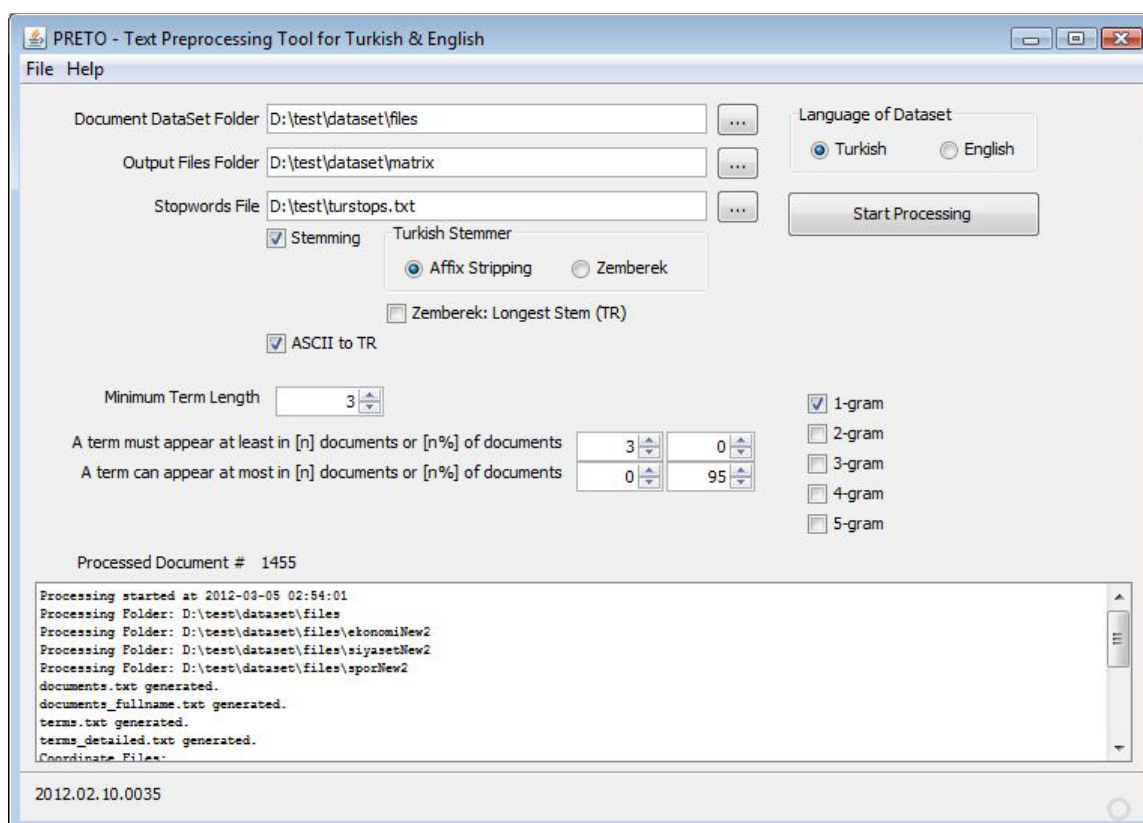 PRETO - Text Preprocessing Tool for Turkish & English
File Help
Document DataSet Folder D:\test\dataset\files ... Language of Dataset
Turkish English
Output Files Folder D:\test\dataset\matrix ...
Stopwords File D:\test\turstops.txt ... Start Processing
Stemming Turkish Stemmer
Affix Stripping Zemberek
Zemberek: Longest Stem (TR)
ASCII to TR
Minimum Term Length 3
1-gram
A term must appear at least in [n] documents or [n%] of documents 3 0
2-gram
A term can appear at most in [n] documents or [n%] of documents 0 95
3-gram
4-gram
5-gram
Processed Document # 1455
Processing started at 2012-03-05 02:54:01
Processing Folder: D:\test\dataset\files
Processing Folder: D:\test\dataset\files\ekonomiNew2
Processing Folder: D:\test\dataset\files\siyasetNew2
Processing Folder: D:\test\dataset\files\sporNew2
documents.txt generated.
documents_fullname.txt generated.
terms.txt generated.
terms_detailed.txt generated.
Coordinate Files:
2012.02.10.0035